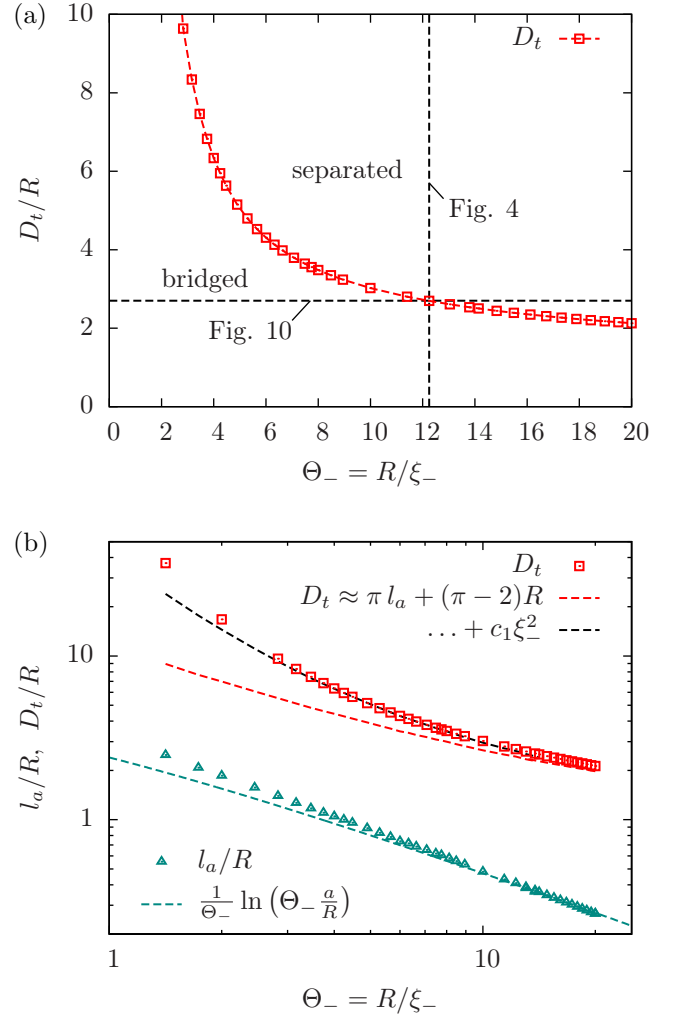 (a)
10
8
6
4
2
0
D_t/R
D_t
separated
Fig. 4
bridged
Fig. 10
0 2 4 6 8 10 12 14 16 18 20
Θ_− = R/ξ_−
(b)
D_t
D_t ≈ π l_a + (π − 2)R
… + c_1ξ_−^2
10
1
l_a/R, D_t/R
l_a/R
\frac{1}{Θ_−} ln (Θ_− \frac{a}{R})
1 10
Θ_− = R/ξ_−